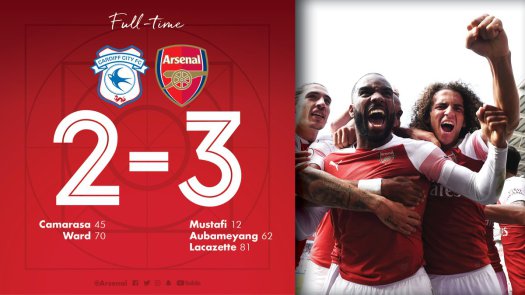 Full-time
CARDIFF CITY FC
Arsenal
2=3
Camarasa 45
Ward 70
Mustafi 12
Aubameyang 62
Lacazette 81
@Arsenal